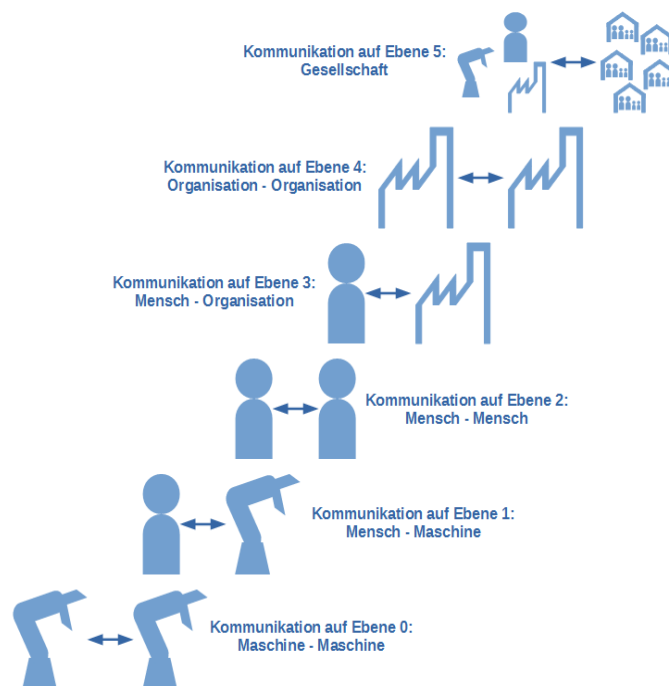 Kommunikation auf Ebene 5:
Gesellschaft
Kommunikation auf Ebene 4:
Organisation - Organisation
Kommunikation auf Ebene 3:
Mensch - Organisation
Kommunikation auf Ebene 2:
Mensch - Mensch
Kommunikation auf Ebene 1:
Mensch - Maschine
Kommunikation auf Ebene 0:
Maschine - Maschine